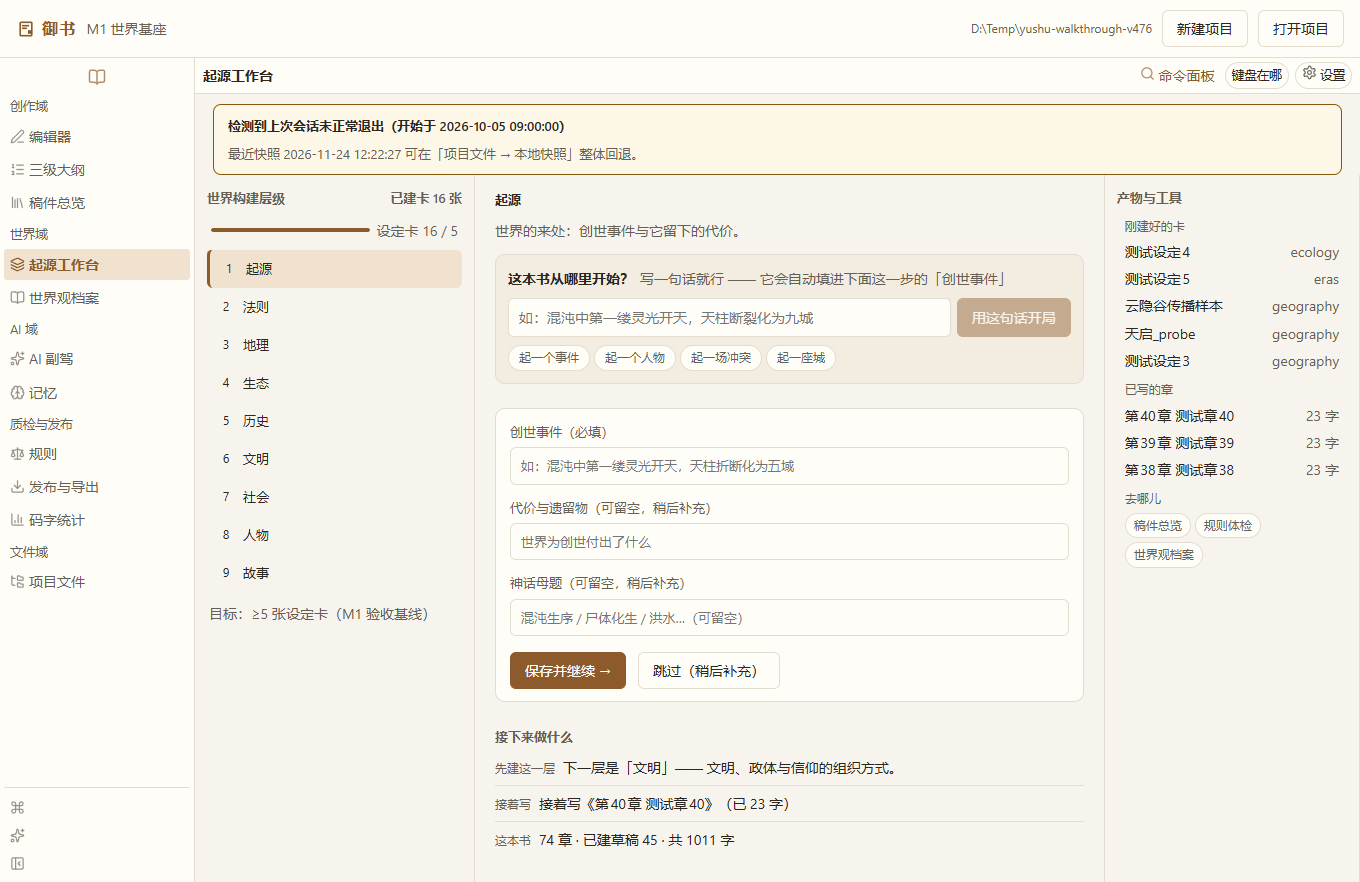 御书 M1 世界基座
D:\Temp\yushu-walkthrough-v476 新建项目 打开项目
创作域
编辑器
三级大纲
稿件总览
世界域
起源工作台
世界观档案
AI 域
AI 副驾
记忆
质检与发布
规则
发布与导出
码字统计
文件域
项目文件
起源工作台
命令面板 键盘在哪 设置
检测到上次会话未正常退出（开始于 2026-10-05 09:00:00）
最近快照 2026-11-24 12:22:27 可在「项目文件 → 本地快照」整体回退。
世界构建层级 已建卡 16 张
设定卡 16 / 5
1 起源
2 法则
3 地理
4 生态
5 历史
6 文明
7 社会
8 人物
9 故事
目标：≥5 张设定卡（M1 验收基线）
起源
世界的来处：创世事件与它留下的代价。
这本书从哪里开始？ 写一句话就行 —— 它会自动填进下面这一步的「创世事件」
如：混沌中第一缕灵光开天，天柱断裂化为九城 用这句话开局
起一个事件 起一个人物 起一场冲突 起一座城
创世事件（必填）
如：混沌中第一缕灵光开天，天柱折断化为五域
代价与遗留物（可留空，稍后补充）
世界为创世付出了什么
神话母题（可留空，稍后补充）
混沌生序 / 尸体化生 / 洪水...（可留空）
保存并继续 → 跳过（稍后补充）
接下来做什么
先建这一层 下一层是「文明」—— 文明、政体与信仰的组织方式。
接着写 接着写《第 40 章 测试章 40》（已 23 字）
这本书 74 章 · 已建草稿 45 · 共 1011 字
产物与工具
刚建好的卡
测试设定 4 ecology
测试设定 5 eras
云隐谷传播样本 geography
天启_probe geography
测试设定 3 geography
已写的章
第 40 章 测试章 40 23 字
第 39 章 测试章 39 23 字
第 38 章 测试章 38 23 字
去哪儿
稿件总览 规则体检
世界观档案